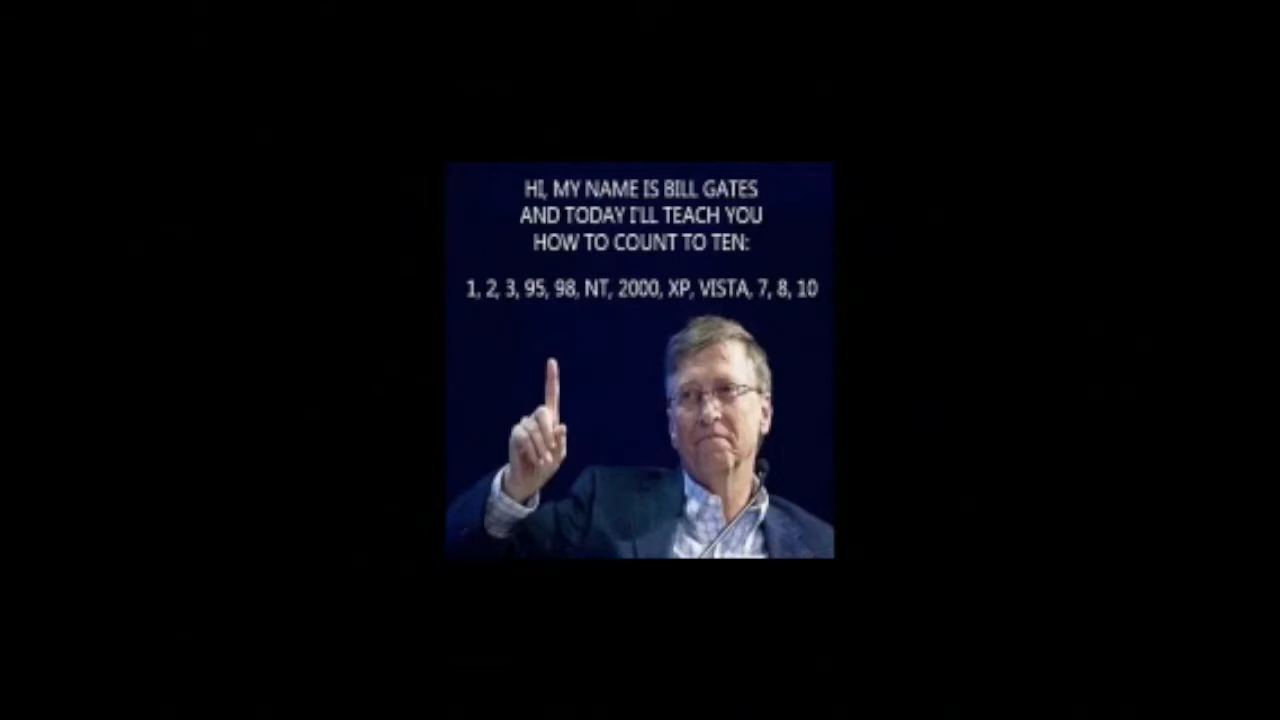 HI, MY NAME IS BILL GATES
AND TODAY I'LL TEACH YOU
HOW TO COUNT TO TEN:
1, 2, 3, 95, 98, NT, 2000, XP, VISTA, 7, 8, 10